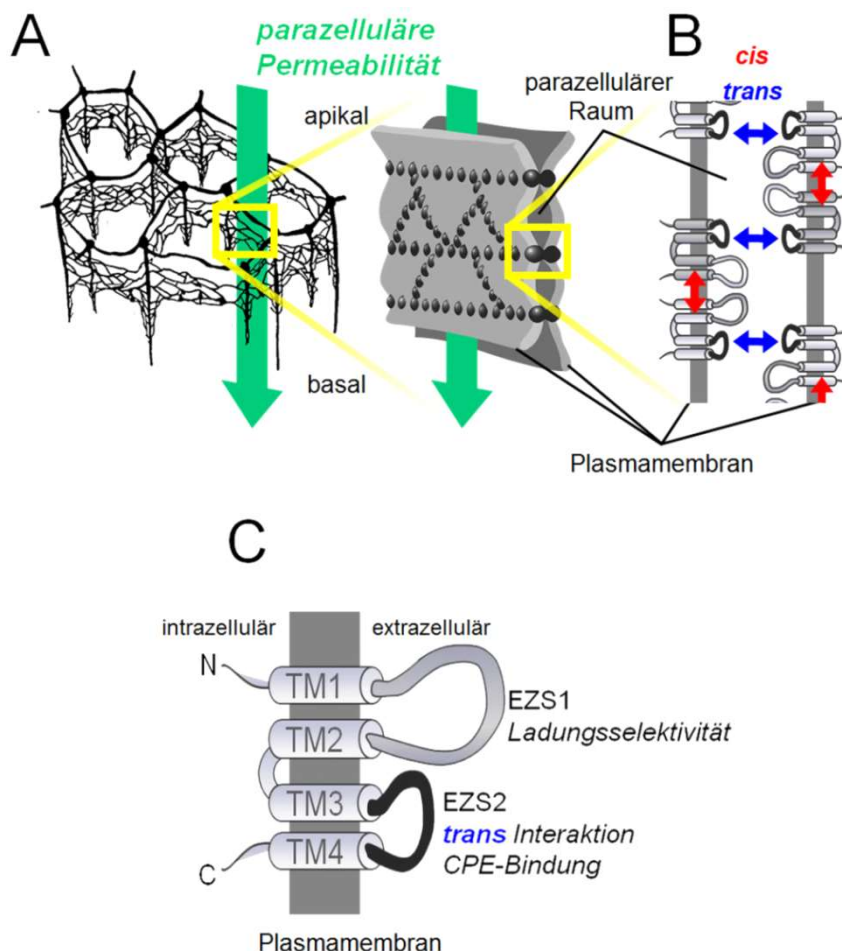 A
parazelluläre
Permeabilität
apikal
basal
parazellulärer
Raum
B
cis
trans
Plasmamembran
C
intrazellulär
extrazellulär
N
TM1
TM2
TM3
TM4
C
EZS1
Ladungsselektivität
EZS2
trans Interaktion
CPE-Bindung
Plasmamembran